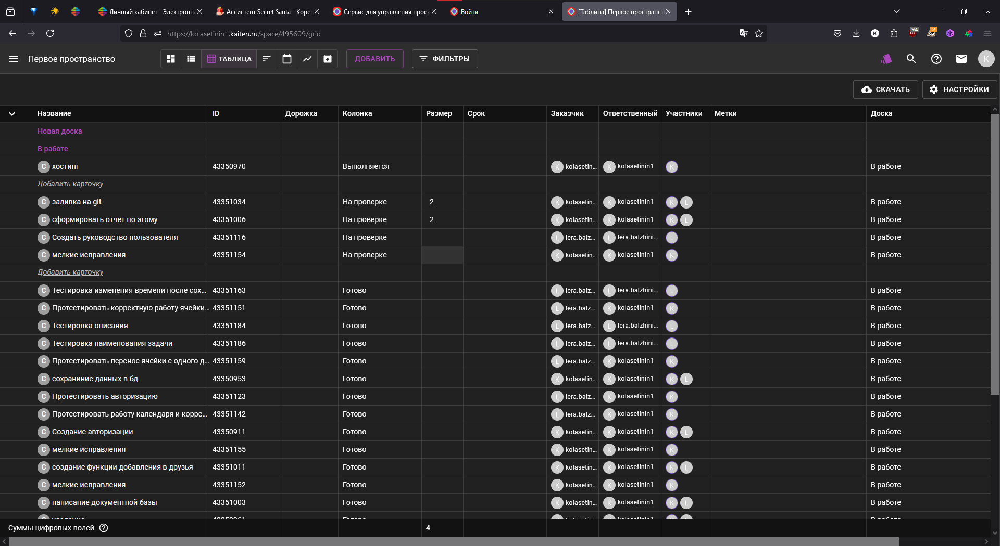 Личный кабинет - Электронна
Ассистент Secret Santa - Коре
Сервис для управления проек
Войти
[Таблица] Первое пространст
https://kolasetinin1.kaiten.ru/space/495609/grid
94
2
Первое пространство
ТАБЛИЦА
ДОБАВИТЬ
ФИЛЬТРЫ
K
СКАЧАТЬ
НАСТРОЙКИ
Название ID Дорожка Колонка Размер Срок Заказчик Ответственный Участники Метки Доска
Новая доска
В работе
C хостинг 43350970 Выполняется K kolasetin... K kolasetinin1 K В работе
Добавить карточку
C заливка на git 43351034 На проверке 2 K kolasetin... K kolasetinin1 K L В работе
C сформировать отчет по этому 43351006 На проверке 2 K kolasetin... K kolasetinin1 K L В работе
C Создать руководство пользователя 43351116 На проверке L lera.balz... L lera.balzhini... L В работе
C мелкие исправления 43351154 На проверке K kolasetin... K kolasetinin1 K В работе
Добавить карточку
C Тестировка изменения времени после сох... 43351163 Готово L lera.balz... L lera.balzhini... L В работе
C Протестировать корректную работу ячейки... 43351151 Готово L lera.balz... K kolasetinin1 K В работе
C Тестировка описания 43351184 Готово L lera.balz... L lera.balzhini... L В работе
C Тестировка наименования задачи 43351186 Готово L lera.balz... L lera.balzhini... L В работе
C Протестировать перенос ячейки с одного д... 43351159 Готово L lera.balz... K kolasetinin1 K В работе
C сохраниние данных в бд 43350953 Готово K kolasetin... K kolasetinin1 K L В работе
C Протестировать авторизацию 43351123 Готово L lera.balz... K kolasetinin1 K В работе
C Протестировать работу календаря и корре... 43351142 Готово L lera.balz... K kolasetinin1 K В работе
C Создание авторизации 43350911 Готово K kolasetin... K kolasetinin1 K L В работе
C мелкие исправления 43351155 Готово K kolasetin... K kolasetinin1 K В работе
C создание функции добавления в друзья 43351011 Готово K kolasetin... K kolasetinin1 K L В работе
C мелкие исправления 43351152 Готово K kolasetin... K kolasetinin1 K В работе
C написание документной базы 43351003 Готово K kolasetin... K kolasetinin1 K L В работе
Суммы цифровых полей 4